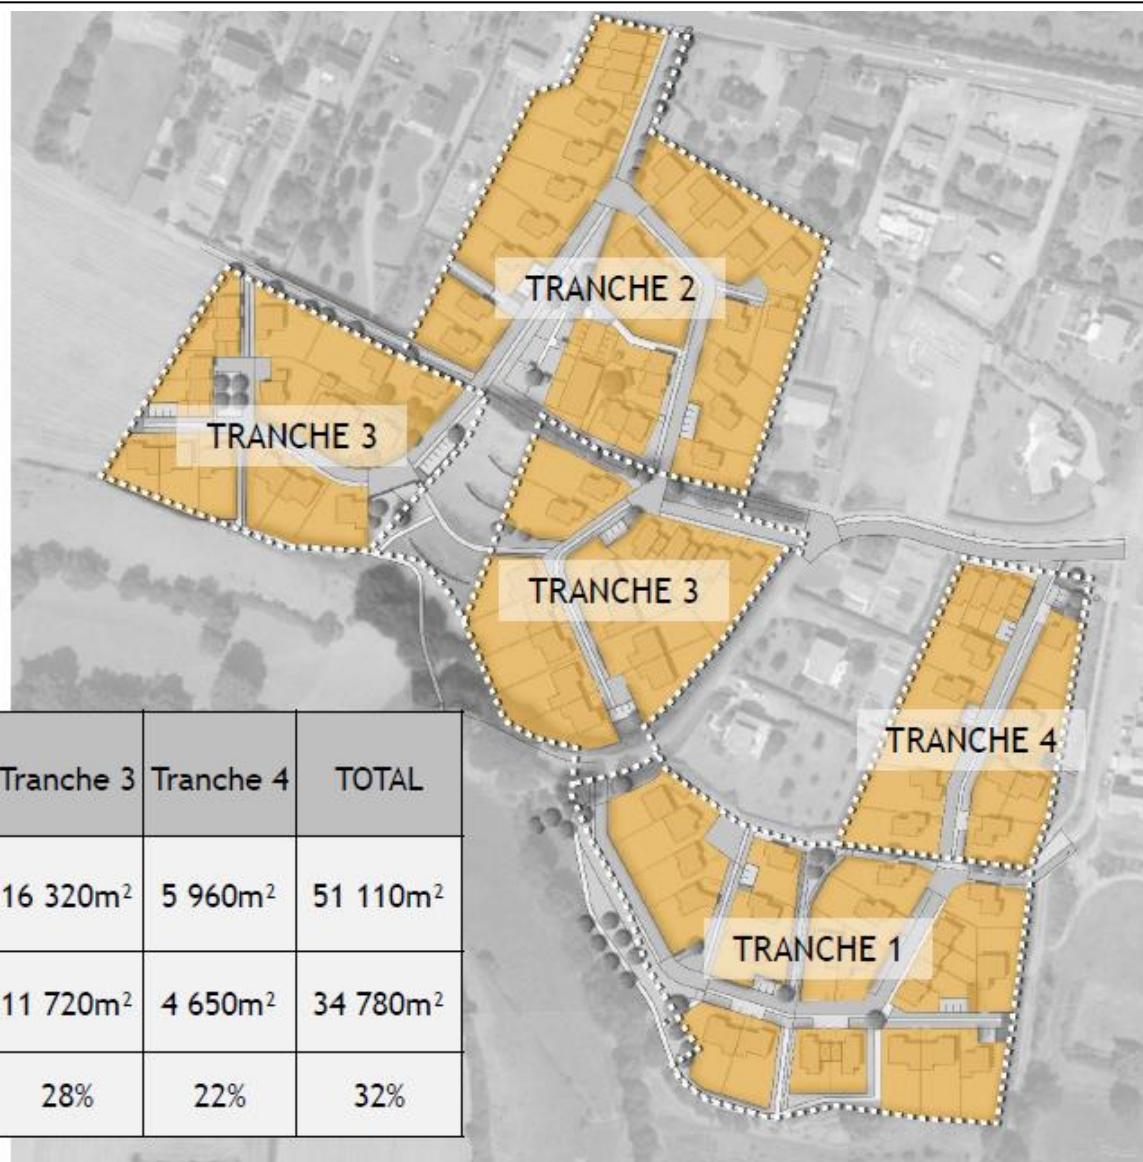 TRANCHE 2
TRANCHE 3
TRANCHE 3
TRANCHE 4
TRANCHE 1
Tranche 3 Tranche 4 TOTAL
16 320m² 5 960m² 51 110m²
11 720m² 4 650m² 34 780m²
28% 22% 32%